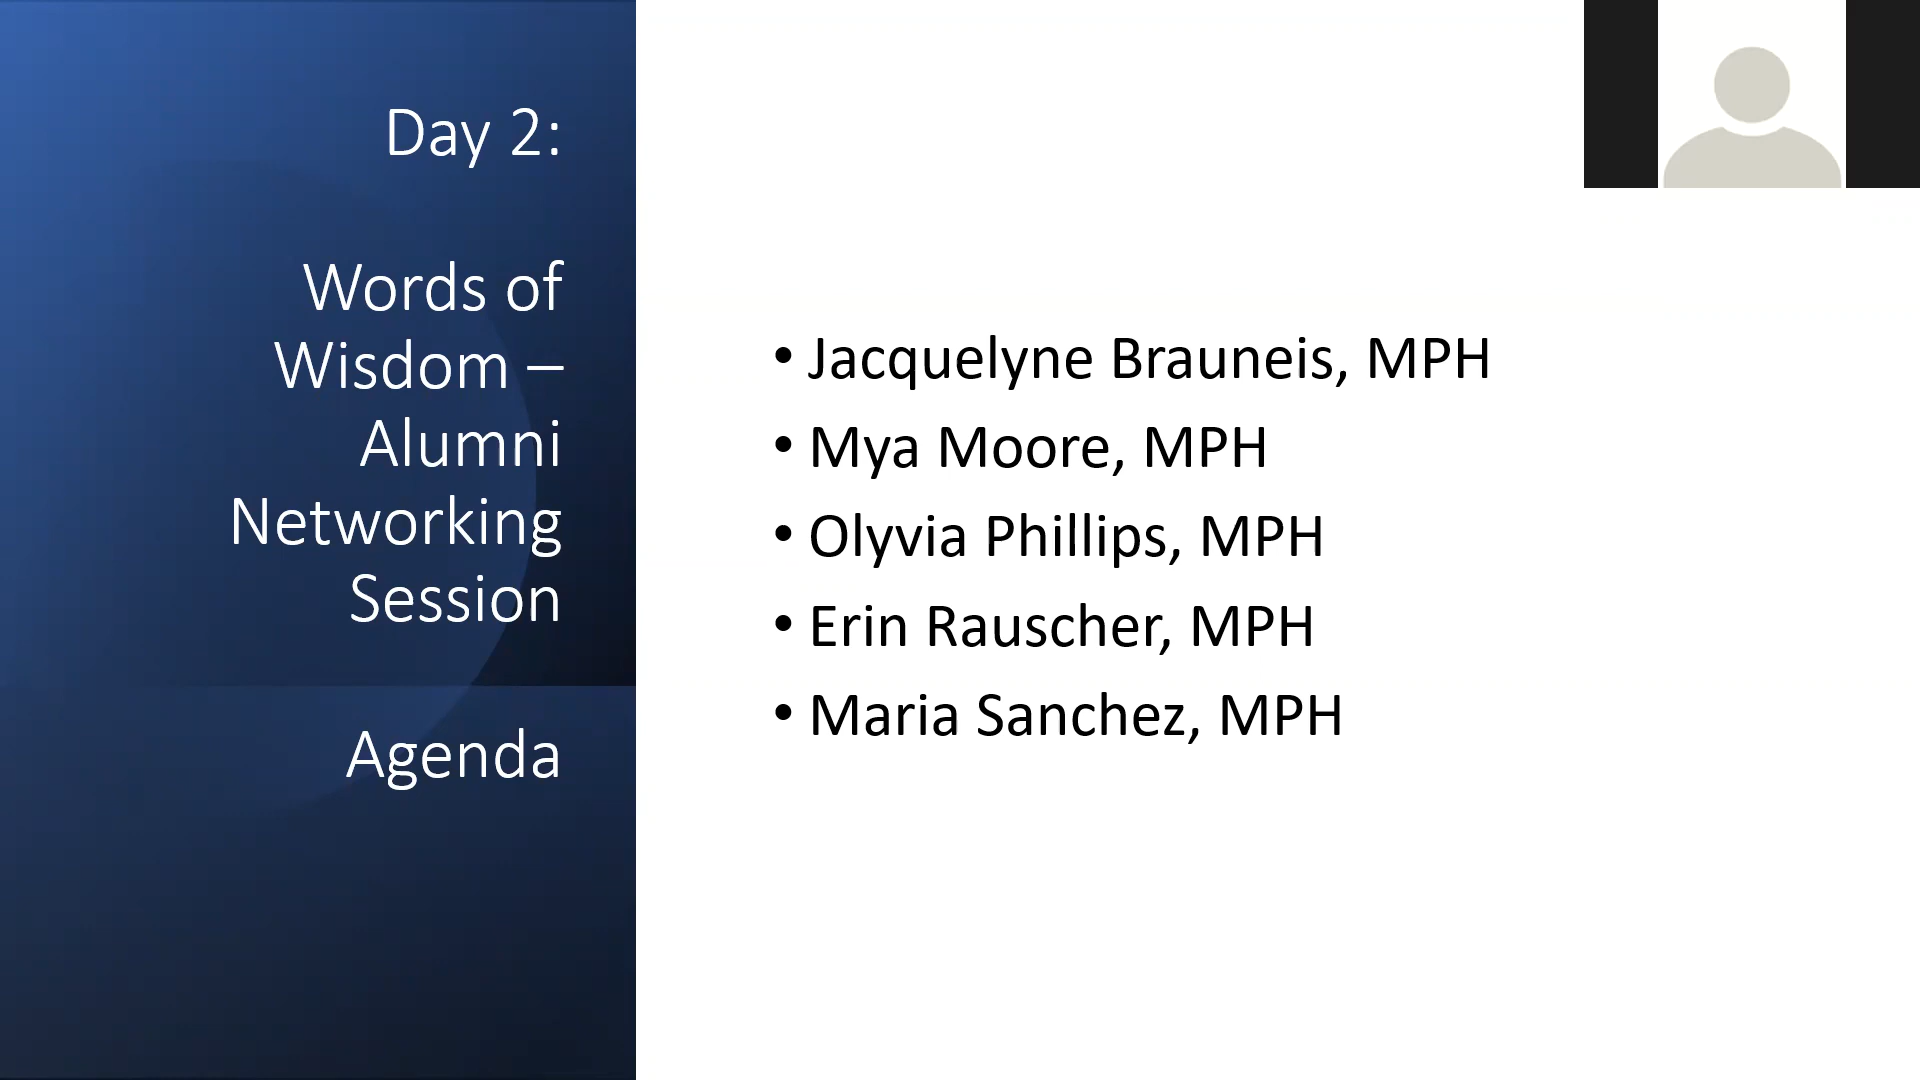 Day 2:
Words of
Wisdom –
Alumni
Networking
Session
Agenda
• Jacquelyne Brauneis, MPH
• Mya Moore, MPH
• Olyvia Phillips, MPH
• Erin Rauscher, MPH
• Maria Sanchez, MPH